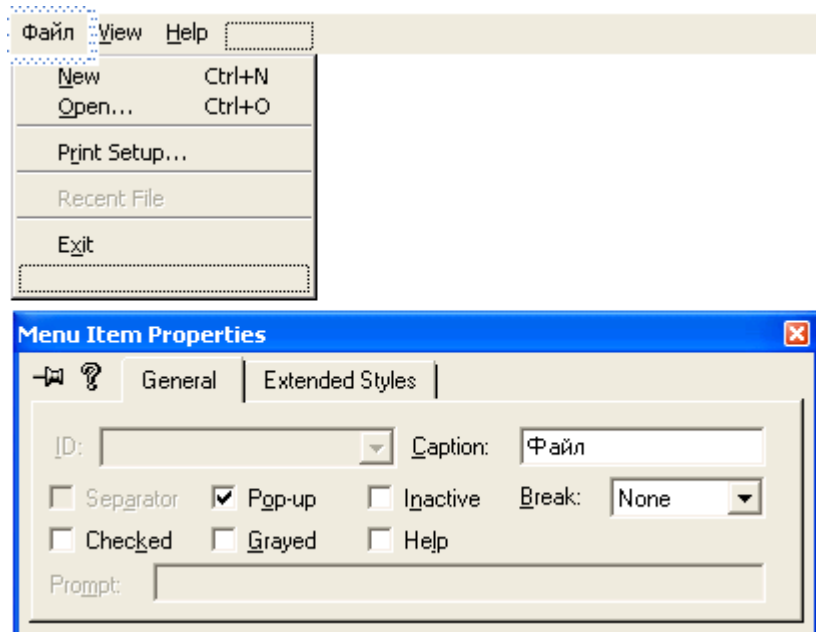 Файл View Help
New Ctrl+N
Open... Ctrl+O
Print Setup...
Recent File
Exit
Menu Item Properties
? General Extended Styles
ID: Caption: Файл
Separator Pop-up Inactive Break: None
Checked Grayed Help
Prompt: